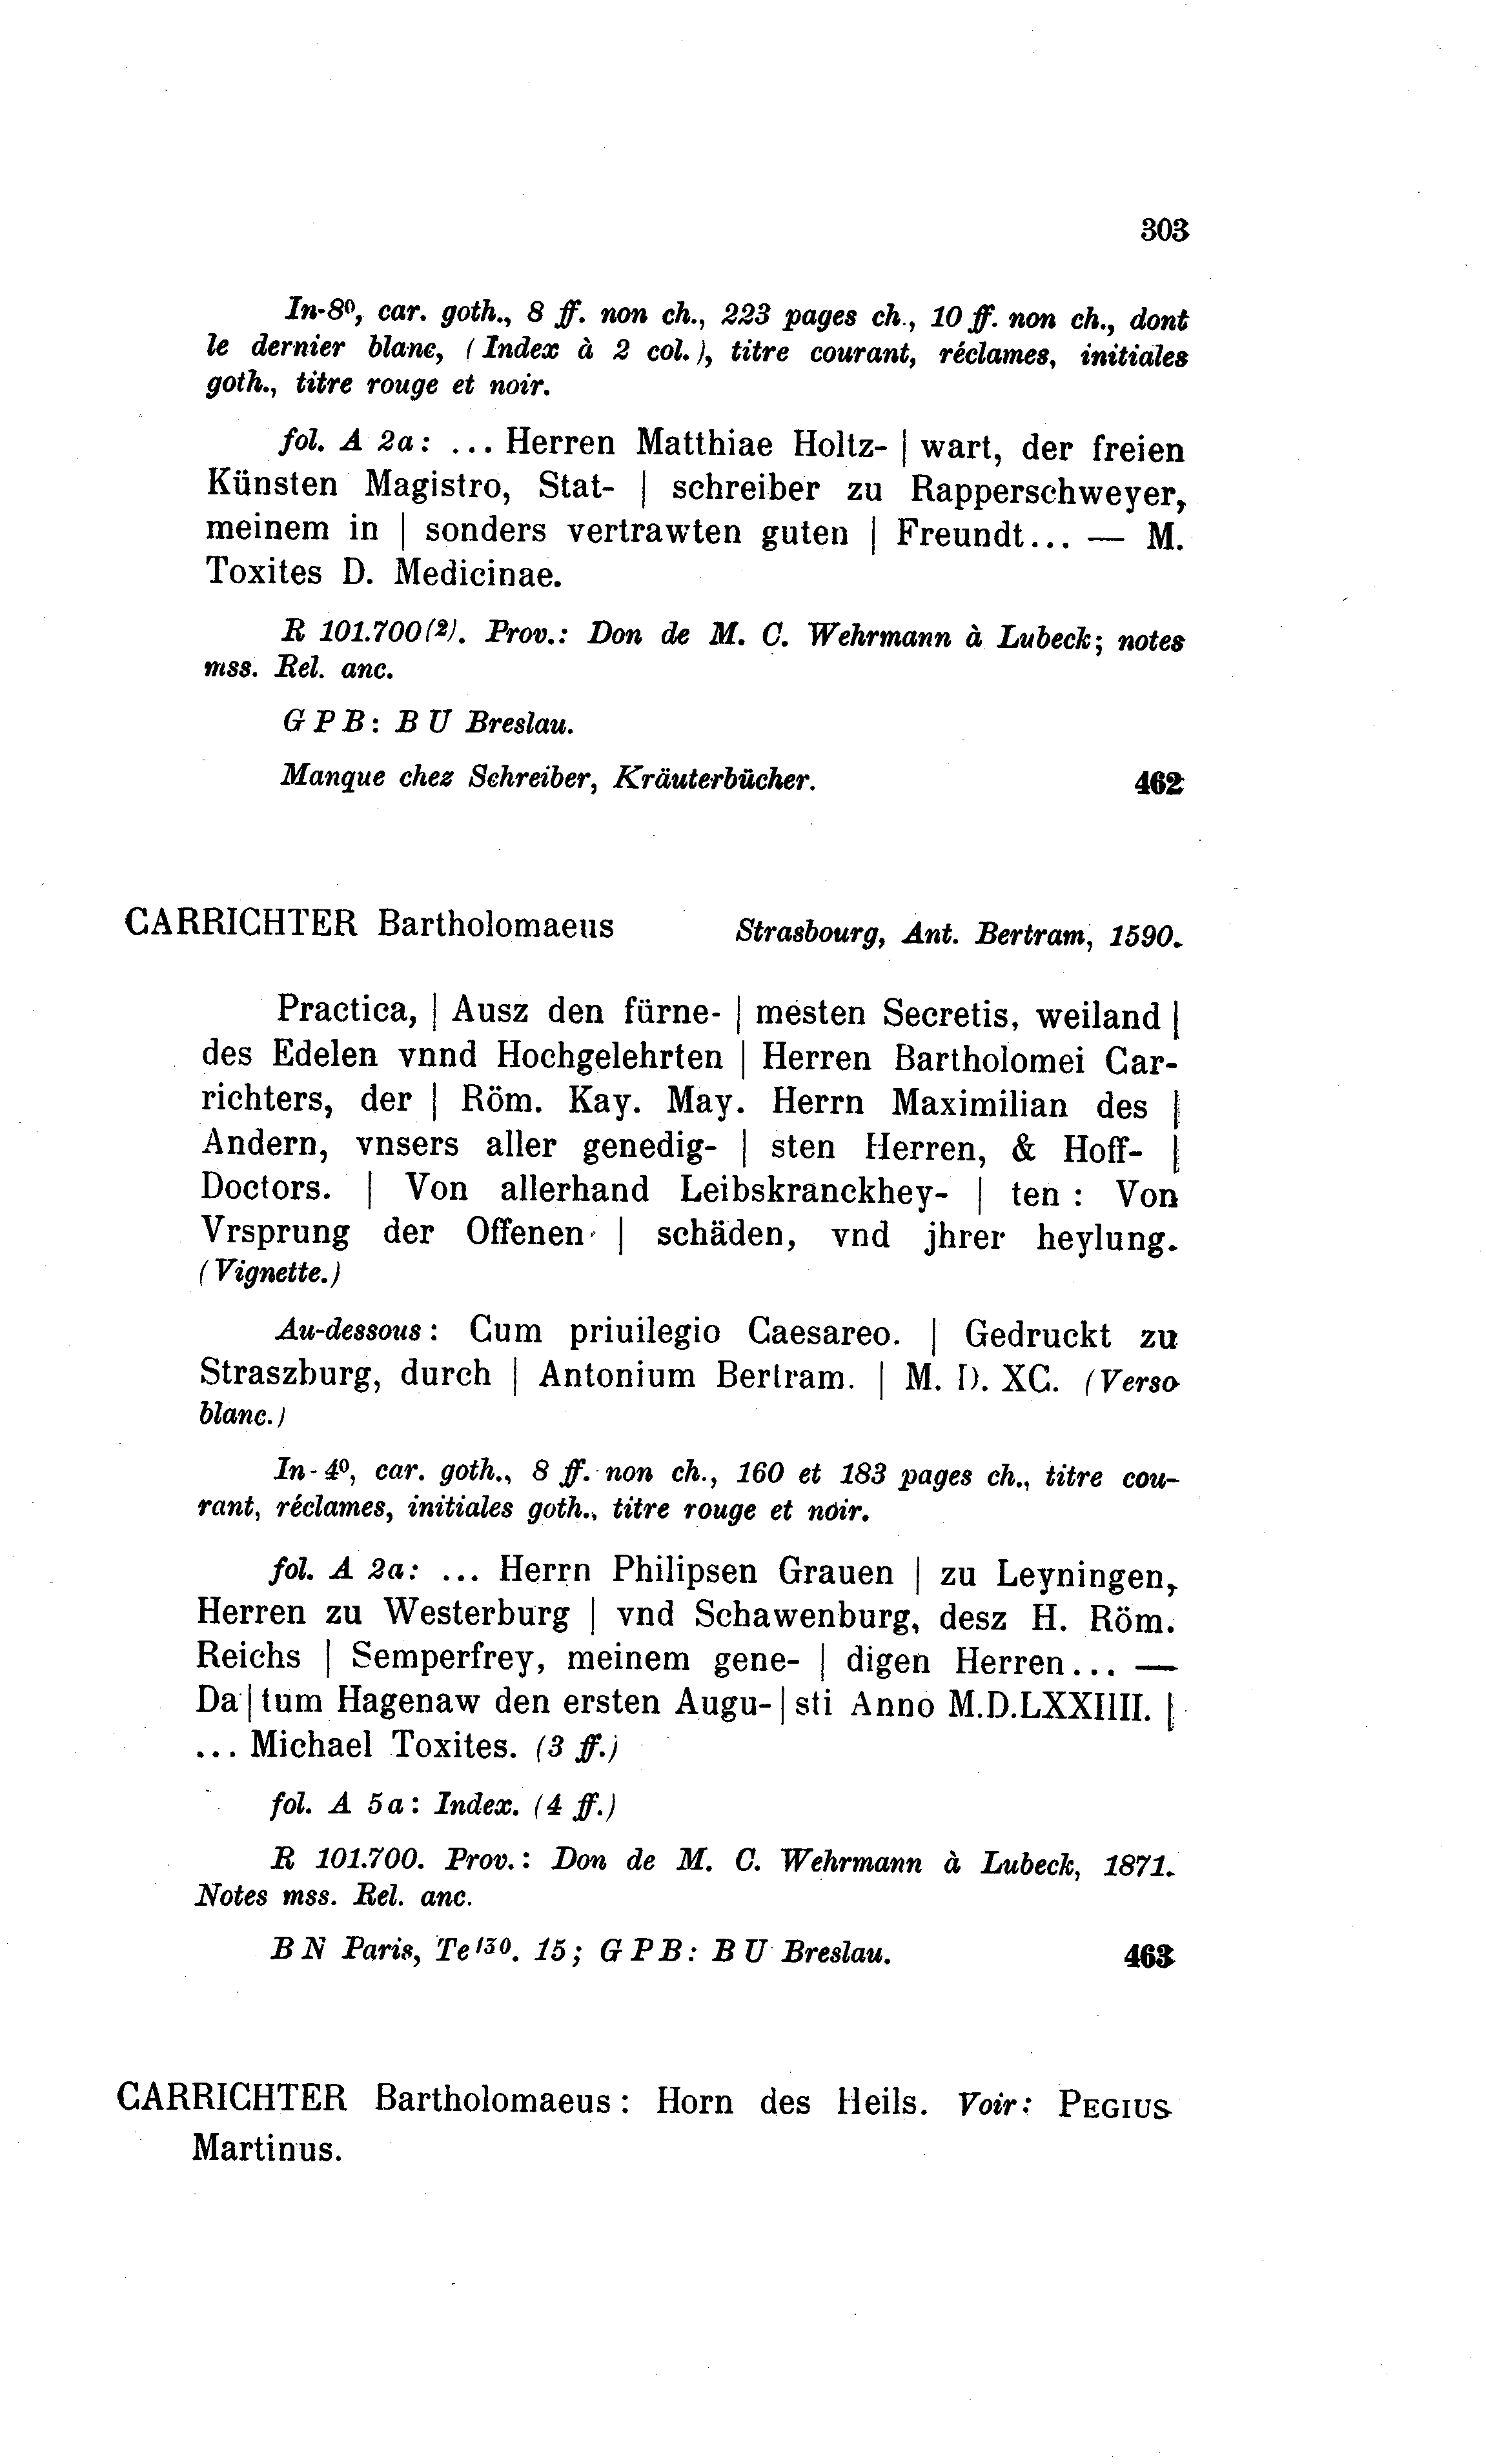 303
In-8⁰, car. goth., 8 ff. non ch., 223 pages ch., 10 ff. non ch., dont
le dernier blanc, (Index à 2 col.), titre courant, réclames, initiales
goth., titre rouge et noir.
fol. A 2a: ... Herren Matthiae Holtz- | wart, der freien
Künsten Magistro, Stat- | schreiber zu Rapperschweyer,
meinem in | sonders vertrawten guten | Freundt... — M.
Toxites D. Medicinae.
R 101.700(2). Prov.: Don de M. C. Wehrmann à Lubeck; notes
mss. Rel. anc.
G P B: B U Breslau.
Manque chez Schreiber, Kräuterbücher. 462
CARRICHTER Bartholomaeus Strasbourg, Ant. Bertram, 1590.
Practica, | Ausz den fürne- | mesten Secretis, weiland |
des Edelen vnnd Hochgelehrten | Herren Bartholomei Car-
richters, der | Röm. Kay. May. Herrn Maximilian des |
Andern, vnsers aller genedig- | sten Herren, & Hoff- |
Doctors. | Von allerhand Leibskranckhey- | ten : Von
Vrsprung der Offenen | schäden, vnd jhrer heylung.
(Vignette.)
Au-dessous : Cum priuilegio Caesareo. | Gedruckt zu
Straszburg, durch | Antonium Bertram. | M. D. XC. (Verso
blanc.)
In-4⁰, car. goth., 8 ff. non ch., 160 et 183 pages ch., titre cou-
rant, réclames, initiales goth., titre rouge et noir.
fol. A 2a: ... Herrn Philipsen Grauen | zu Leyningen,
Herren zu Westerburg | vnd Schawenburg, desz H. Röm.
Reichs | Semperfrey, meinem gene- | digen Herren... —
Da|tum Hagenaw den ersten Augu-|sti Anno M.D.LXXIIII. |
... Michael Toxites. (3 ff.)
fol. A 5a: Index. (4 ff.)
R 101.700. Prov.: Don de M. C. Wehrmann à Lubeck, 1871.
Notes mss. Rel. anc.
B N Paris, Te¹³⁰. 15; G P B: B U Breslau. 463
CARRICHTER Bartholomaeus : Horn des Heils. Voir: PEGIUS
Martinus.